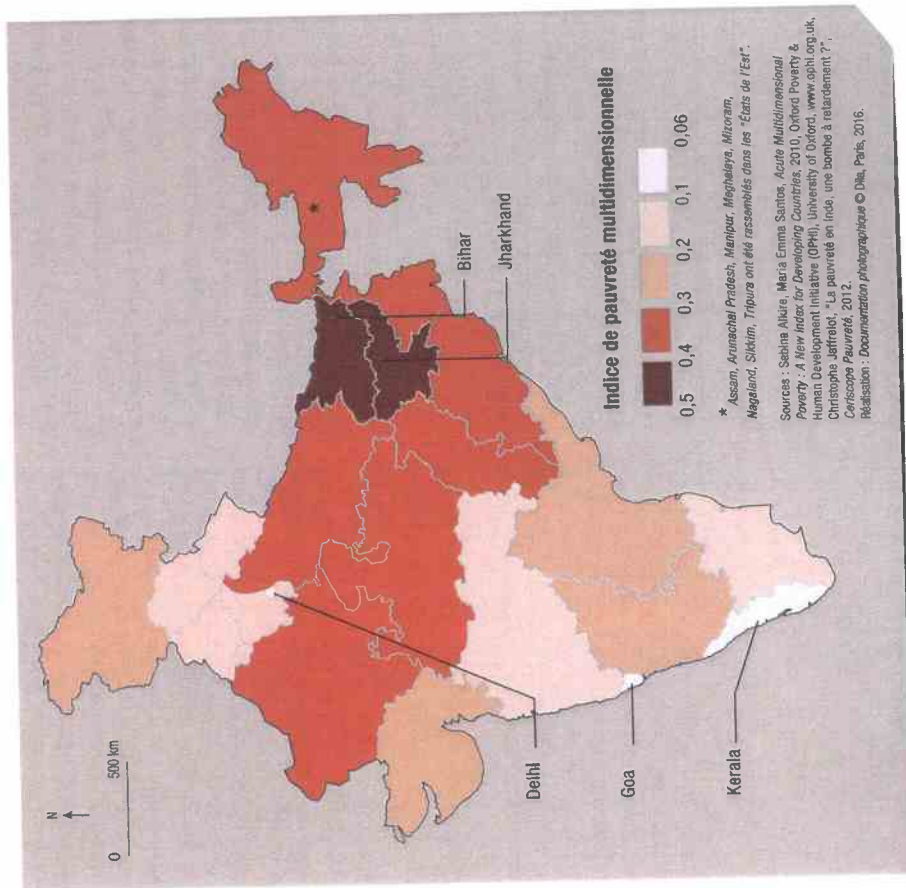 N
0 500 km
Bihar
Jharkhand
Delhi
Goa
Kerala
Indice de pauvreté multidimensionnelle
0,5 0,4 0,3 0,2 0,1 0,06
* Assam, Arunachal Pradesh, Manipur, Meghalaya, Mizoram,
Nagaland, Sikkim, Tripura ont été rassemblés dans les "États de l'Est".
Sources : Sabina Alkire, Maria Emma Santos, Acute Multidimensional
Poverty : A New Index for Developing Countries, 2010, Oxford Poverty &
Human Development Initiative (OPHI), University of Oxford, www.ophi.org.uk,
Christophe Jaffrelot, "La pauvreté en Inde, une bombe à retardement ?",
Ceriscope Pauvreté, 2012.
Réalisation : Documentation photographique © Dila, Paris, 2016.